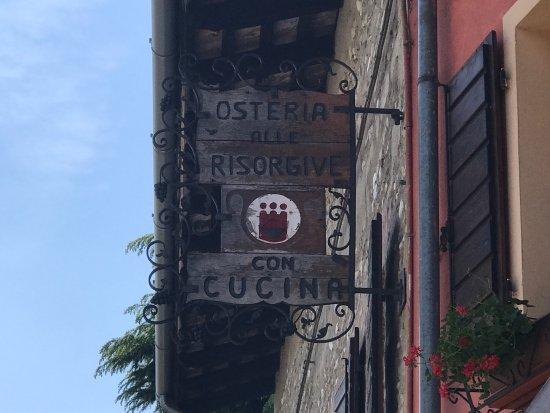 OSTERIA
ALLE
RISORGIVE
CON
CUCINA